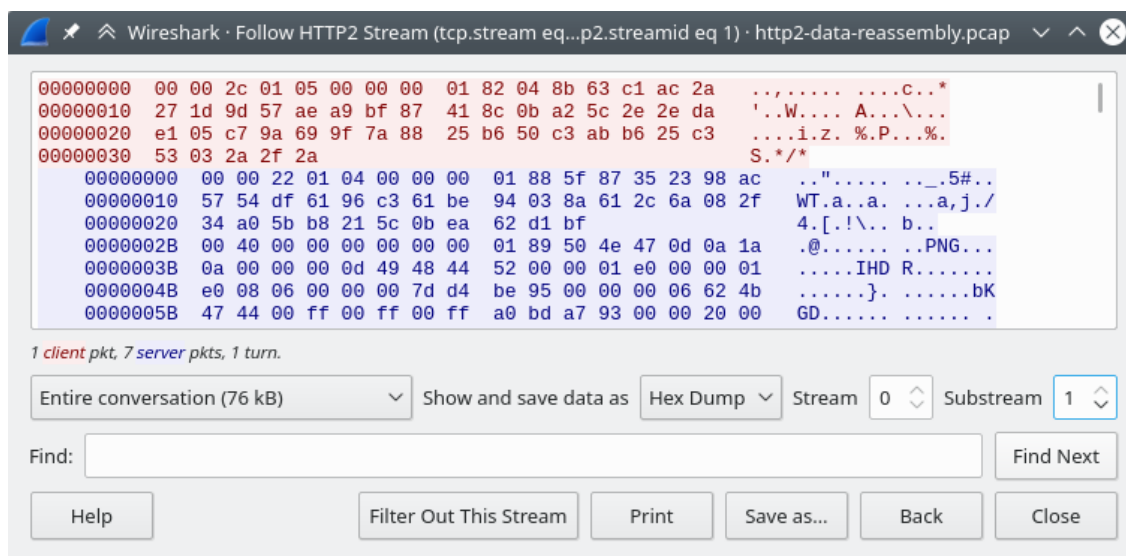 Wireshark · Follow HTTP2 Stream (tcp.stream eq...p2.streamid eq 1) · http2-data-reassembly.pcap
00000000  00 00 2c 01 05 00 00 00  01 82 04 8b 63 c1 ac 2a  ..,..... ....c..*
00000010  27 1d 9d 57 ae a9 bf 87  41 8c 0b a2 5c 2e 2e da  '..W.... A...\...
00000020  e1 05 c7 9a 69 9f 7a 88  25 b6 50 c3 ab b6 25 c3  ....i.z. %.P...%.
00000030  53 03 2a 2f 2a  S.*/*
00000000  00 00 22 01 04 00 00 00  01 88 5f 87 35 23 98 ac  .."..... .._.5#..
00000010  57 54 df 61 96 c3 61 be  94 03 8a 61 2c 6a 08 2f  WT.a..a. ...a,j./
00000020  34 a0 5b b8 21 5c 0b ea  62 d1 bf  4.[.!\.. b..
0000002B  00 40 00 00 00 00 00 00  01 89 50 4e 47 0d 0a 1a  .@...... ..PNG...
0000003B  0a 00 00 00 0d 49 48 44  52 00 00 01 e0 00 00 01  .....IHD R.......
0000004B  e0 08 06 00 00 00 7d d4  be 95 00 00 00 06 62 4b  ......}. ......bK
0000005B  47 44 00 ff 00 ff 00 ff  a0 bd a7 93 00 00 20 00  GD...... ...... .
1 client pkt, 7 server pkts, 1 turn.
Entire conversation (76 kB) Show and save data as Hex Dump Stream 0 Substream 1
Find: Find Next
Help Filter Out This Stream Print Save as... Back Close